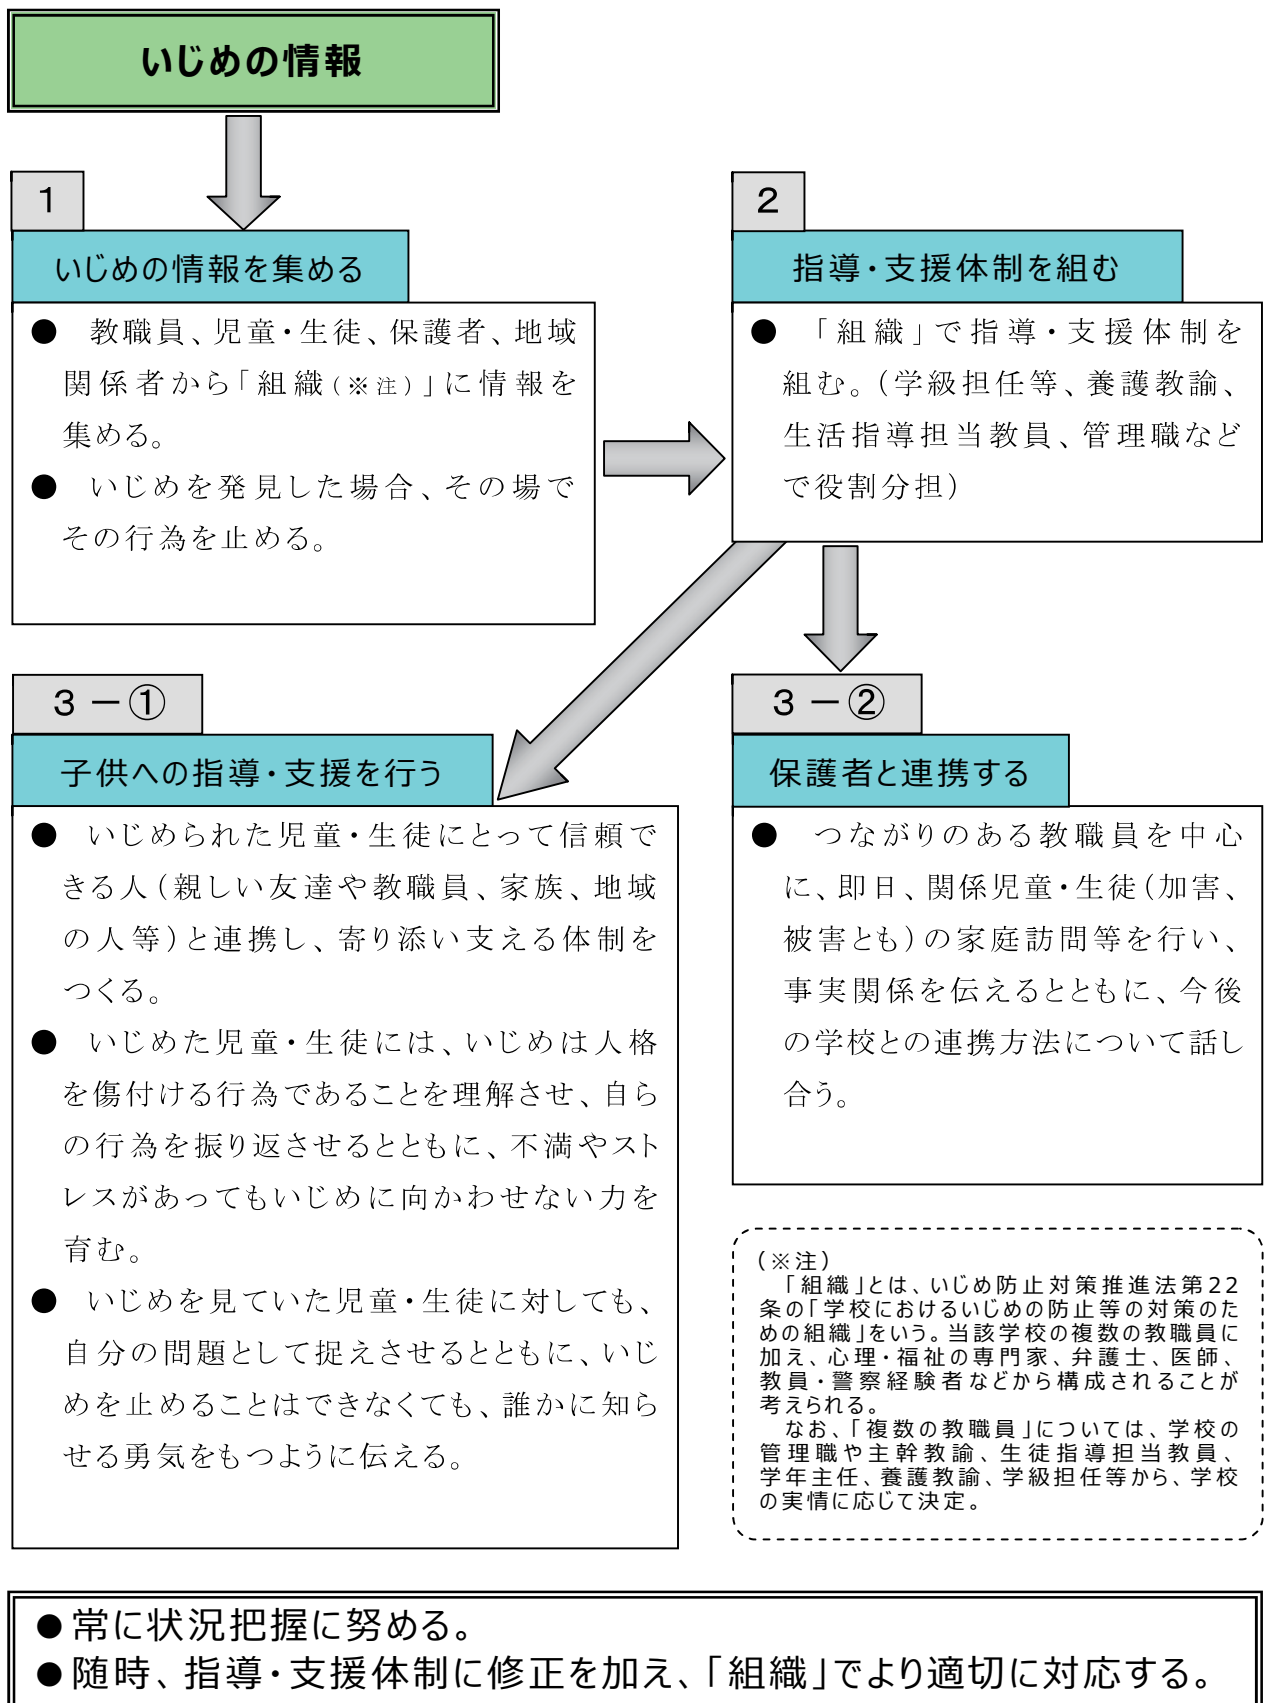 いじめの情報
1
いじめの情報を集める
● 教職員、児童・生徒、保護者、地域
関係者から「組織(※注)」に情報を
集める。
● いじめを発見した場合、その場で
その行為を止める。
2
指導・支援体制を組む
● 「組織」で指導・支援体制を
組む。(学級担任等、養護教諭、
生活指導担当教員、管理職など
で役割分担)
3－①
子供への指導・支援を行う
● いじめられた児童・生徒にとって信頼で
きる人(親しい友達や教職員、家族、地域
の人等)と連携し、寄り添い支える体制を
つくる。
● いじめた児童・生徒には、いじめは人格
を傷付ける行為であることを理解させ、自ら
の行為を振り返させるとともに、不満やスト
レスがあってもいじめに向かわせない力を
育む。
● いじめを見ていた児童・生徒に対しても、
自分の問題として捉えさせるとともに、いじ
めを止めることはできなくても、誰かに知ら
せる勇気をもつように伝える。
3－②
保護者と連携する
● つながりのある教職員を中心
に、即日、関係児童・生徒(加害、
被害とも)の家庭訪問等を行い、
事実関係を伝えるとともに、今後
の学校との連携方法について話し
合う。
(※注)
「組織」とは、いじめ防止対策推進法第22
条の「学校におけるいじめの防止等の対策のた
めの組織」をいう。当該学校の複数の教職員に
加え、心理・福祉の専門家、弁護士、医師、
教員・警察経験者などから構成されることが
考えられる。
なお、「複数の教職員」については、学校の
管理職や主幹教諭、生徒指導担当教員、
学年主任、養護教諭、学級担任等から、学校
の実情に応じて決定。
●常に状況把握に努める。
●随時、指導・支援体制に修正を加え、「組織」でより適切に対応する。